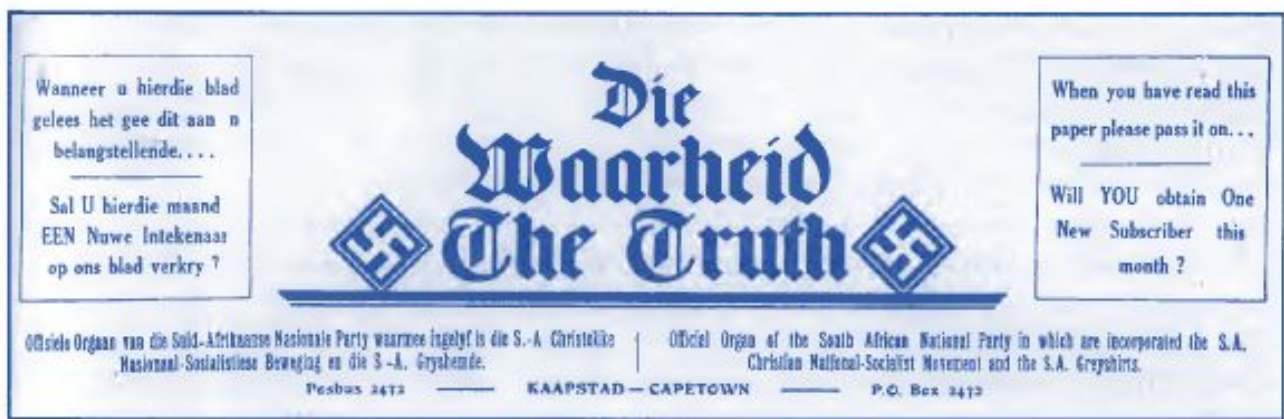 Wanneer u hierdie blad
gelees het gee dit aan n
belangstellende....
Sal U hierdie maand
EEN Nuwe Intekenaar
op ons blad verkry ?
Die
Waarheid
The Truth
When you have read this
paper please pass it on...
Will YOU obtain One
New Subscriber this
month ?
Offisiele Orgaan van die Suid-Afrikaanse Nasionale Party waarmee ingelyf is die S.-A Christelike
Nasionaal-Sosialistiese Beweging en die S-A. Gryshemde.
Official Organ of the South African National Party in which are incorporated the S.A.
Christian National-Socialist Movement and the S.A. Greyshirts.
Posbus 2472 — KAAPSTAD — CAPETOWN — P.O. Box 2472